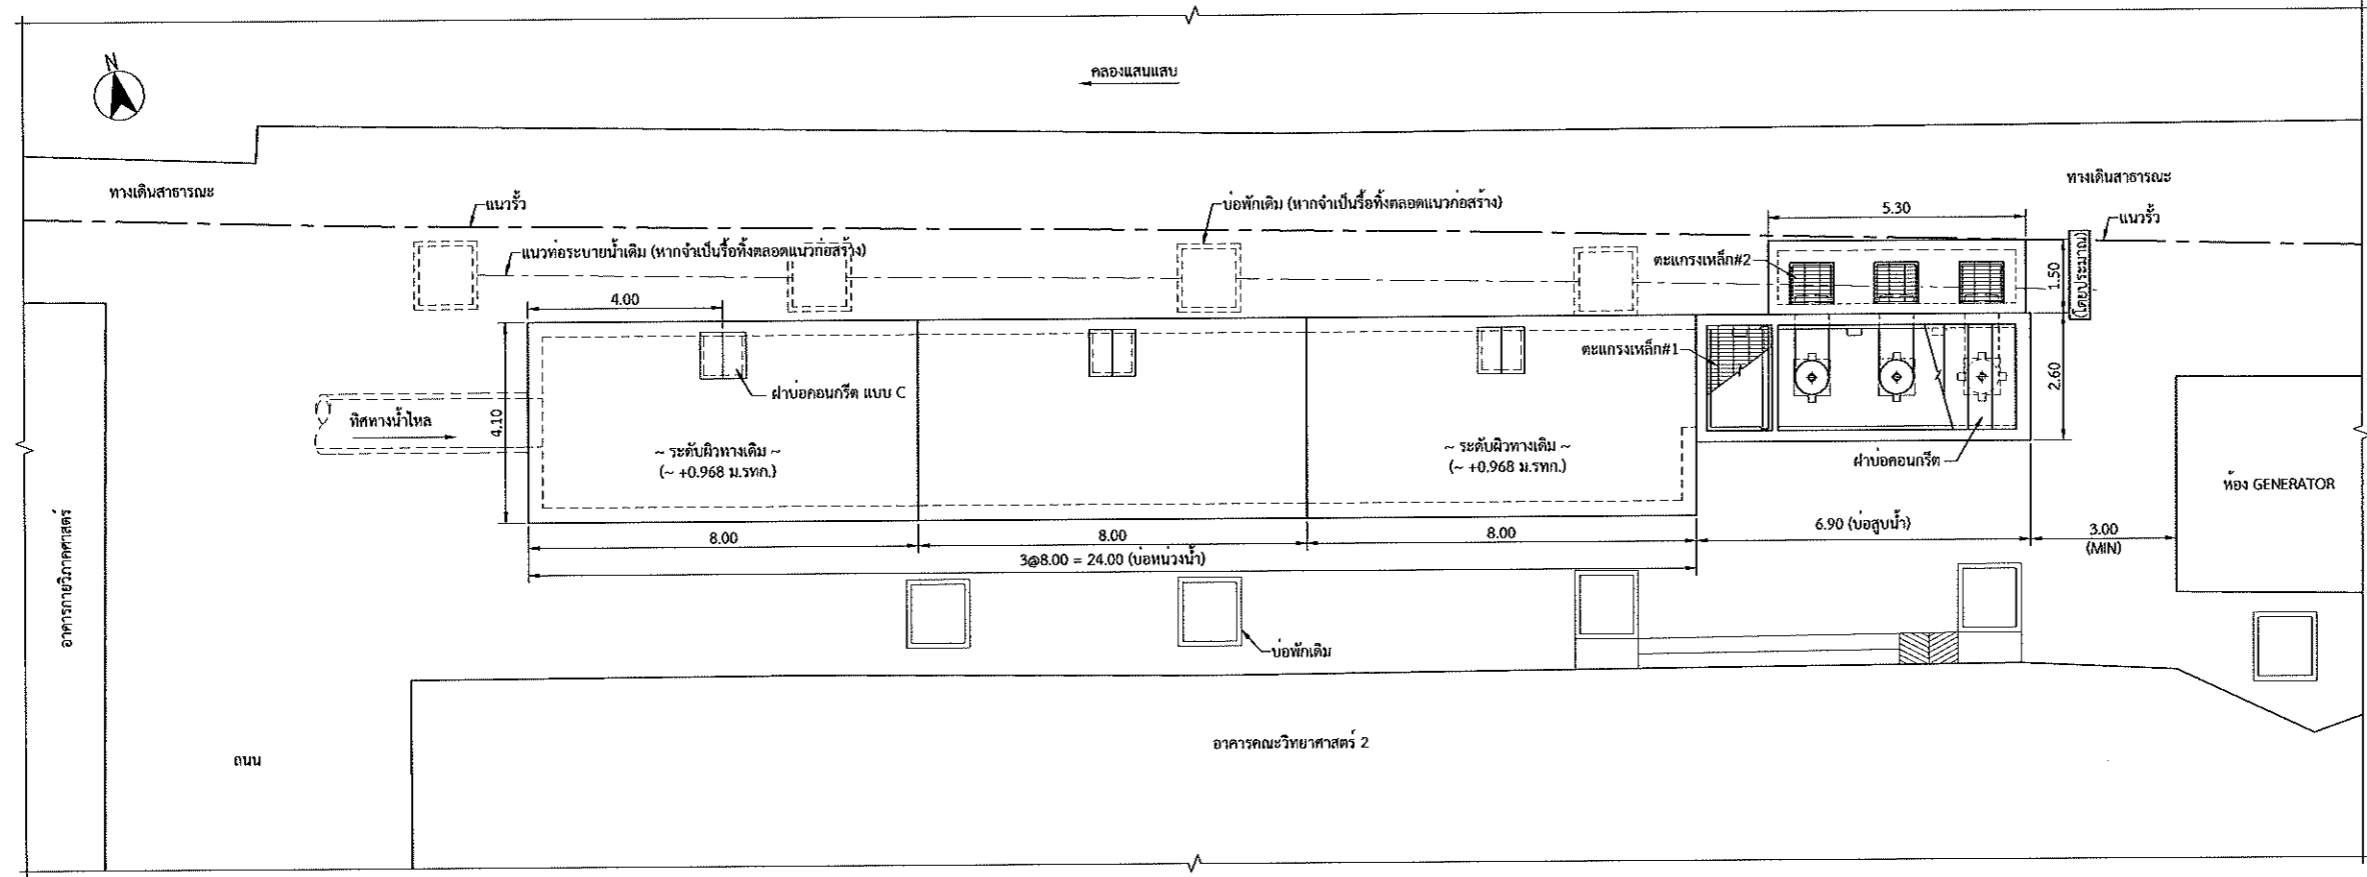 N
คลองแสนแสบ
ทางเดินสาธารณะ
ทางเดินสาธารณะ
แนวรั้ว
บ่อพักเดิม (หากจำเป็นรื้อทิ้งตลอดแนวก่อสร้าง)
5.30
แนวรั้ว
แนวท่อระบายน้ำเดิม (หากจำเป็นรื้อทิ้งตลอดแนวก่อสร้าง)
ตะแกรงเหล็ก#2
1.50
(โดยประมาณ)
4.00
ตะแกรงเหล็ก#1
2.60
ฝาบ่อคอนกรีต แบบ C
ทิศทางน้ำไหล
4.10
~ ระดับผิวทางเดิม ~
(~ +0.968 ม.รทก.)
~ ระดับผิวทางเดิม ~
(~ +0.968 ม.รทก.)
ฝาบ่อคอนกรีต
ห้อง GENERATOR
อาคารกายวิภาคศาสตร์
8.00
8.00
8.00
6.90 (บ่อสูบน้ำ)
3.00
(MIN)
3@8.00 = 24.00 (บ่อหน่วงน้ำ)
บ่อพักเดิม
อาคารคณะวิทยาศาสตร์ 2
ถนน